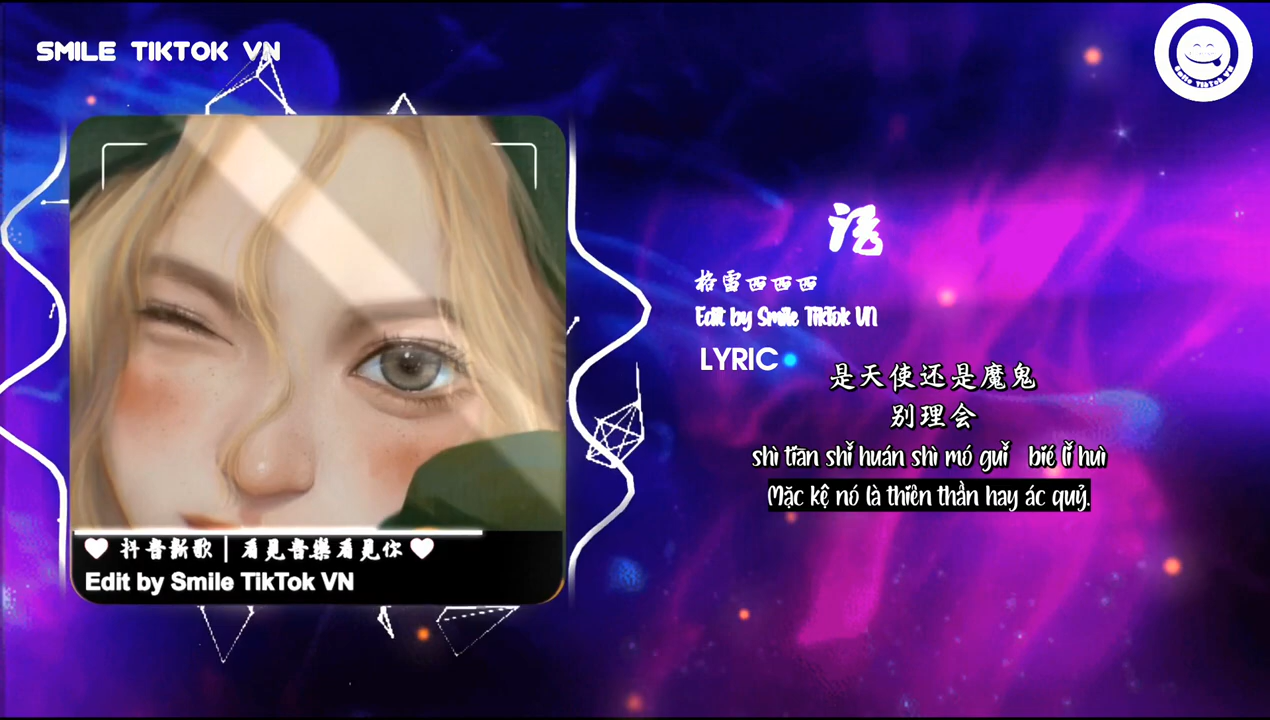 SMILE TIKTOK VN
Smile TikTok VN
格雷西西西
Edit by Smile TikTok VN
LYRIC
是天使还是魔鬼
别理会
shì tiān shǐ huán shì mó guǐ bié lǐ huì
Mặc kệ nó là thiên thần hay ác quỷ.
♥ 抖音新歌 | 看見音樂看見你 ♥
Edit by Smile TikTok VN